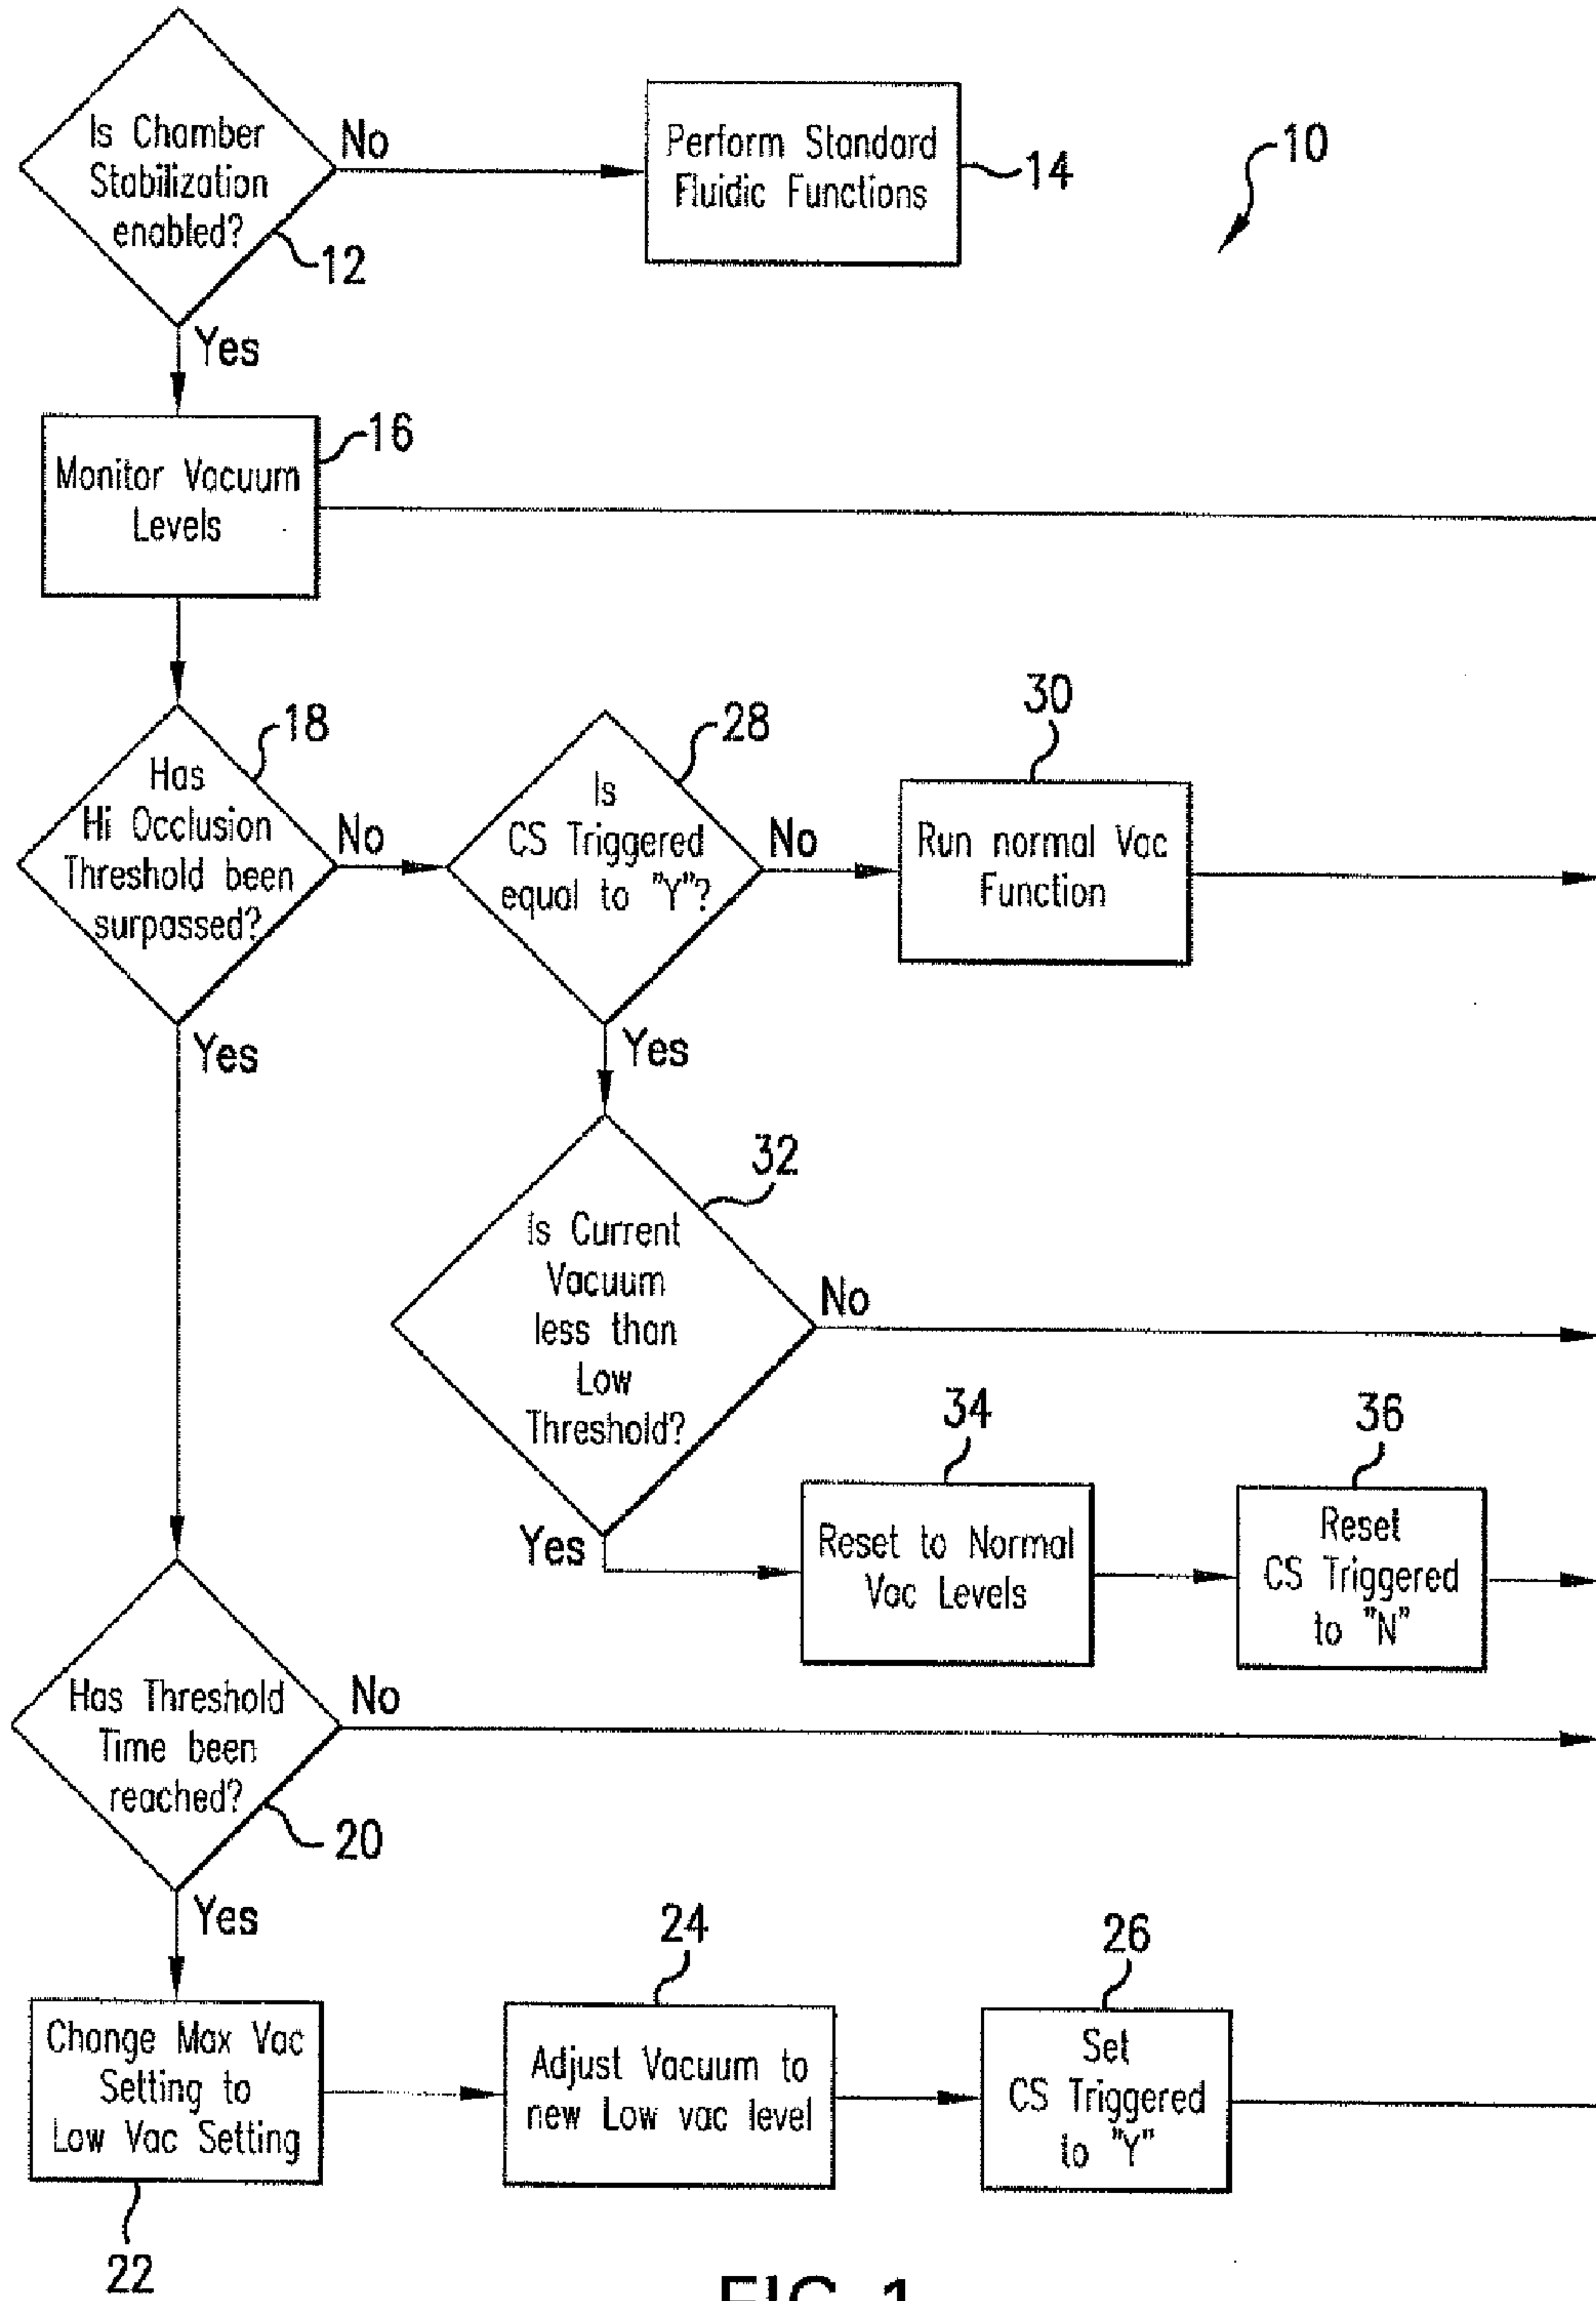 Is Chamber
Stabilization
enabled?
No
12
Perform Standard
Fluidic Functions
14
10
Yes
Monitor Vacuum
Levels
16
Has
Hi Occlusion
Threshold been
surpassed?
18
No
Is
CS Triggered
equal to "Y"?
28
No
30
Run normal Vac
Function
Yes
Yes
32
Is Current
Vacuum
less than
Low
Threshold?
No
Yes
34
Reset to Normal
Vac Levels
36
Reset
CS Triggered
to "N"
Has Threshold
Time been
reached?
No
20
Yes
Change Max Vac
Setting to
Low Vac Setting
22
24
Adjust Vacuum to
new Low vac level
26
Set
CS Triggered
to "Y"
FIG. 1